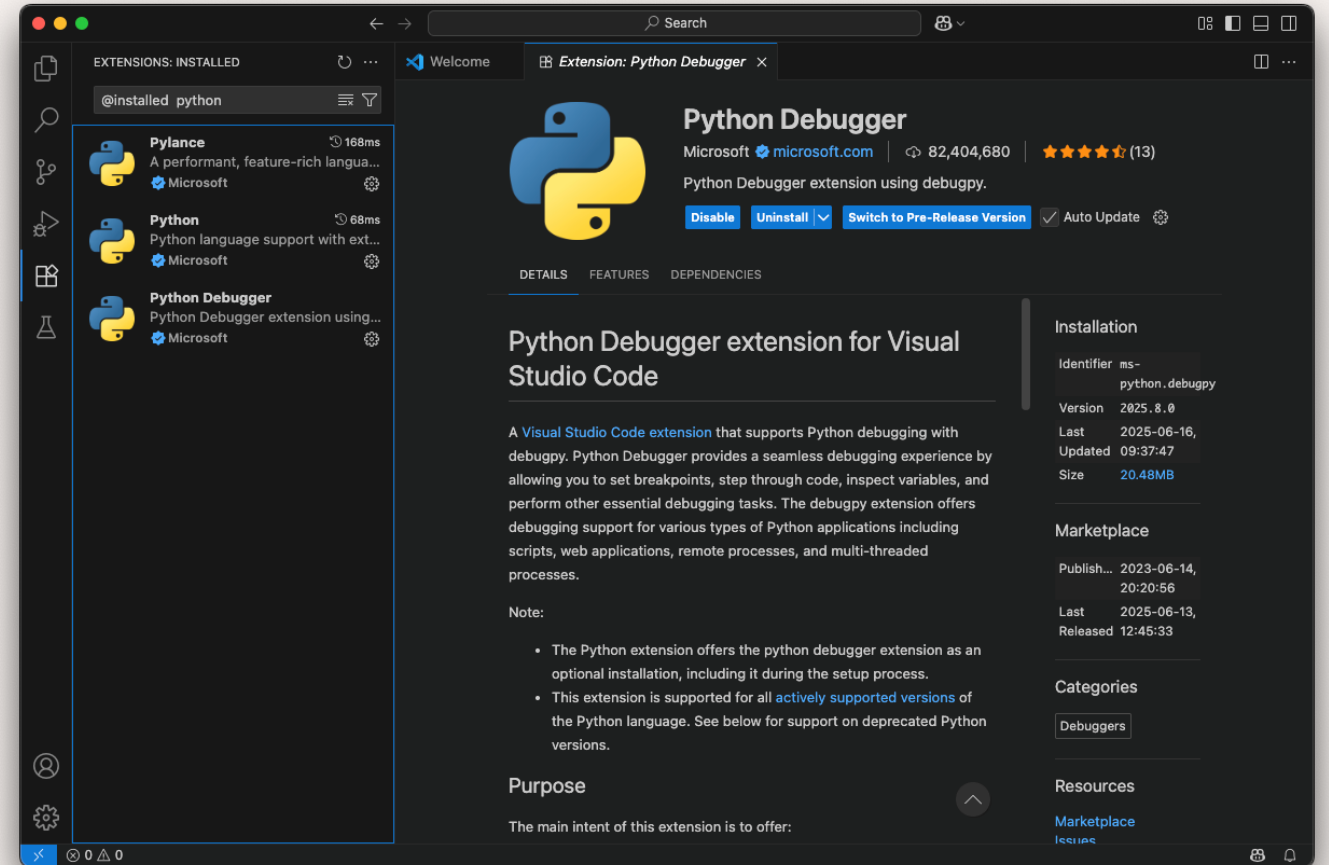 Search
EXTENSIONS: INSTALLED
@installed python
Pylance 168ms
A performant, feature-rich langua...
Microsoft
Python 68ms
Python language support with ext...
Microsoft
Python Debugger
Python Debugger extension using...
Microsoft
Welcome
Extension: Python Debugger
Python Debugger
Microsoft microsoft.com 82,404,680 (13)
Python Debugger extension using debugpy.
Disable Uninstall Switch to Pre-Release Version Auto Update
DETAILS FEATURES DEPENDENCIES
Python Debugger extension for Visual
Studio Code
A Visual Studio Code extension that supports Python debugging with
debugpy. Python Debugger provides a seamless debugging experience by
allowing you to set breakpoints, step through code, inspect variables, and
perform other essential debugging tasks. The debugpy extension offers
debugging support for various types of Python applications including
scripts, web applications, remote processes, and multi-threaded
processes.
Note:
• The Python extension offers the python debugger extension as an
optional installation, including it during the setup process.
• This extension is supported for all actively supported versions of
the Python language. See below for support on deprecated Python
versions.
Purpose
The main intent of this extension is to offer:
Installation
Identifier ms-
python.debugpy
Version 2025.8.0
Last 2025-06-16,
Updated 09:37:47
Size 20.48MB
Marketplace
Publish... 2023-06-14,
20:20:56
Last 2025-06-13,
Released 12:45:33
Categories
Debuggers
Resources
Marketplace
Issues
0 0